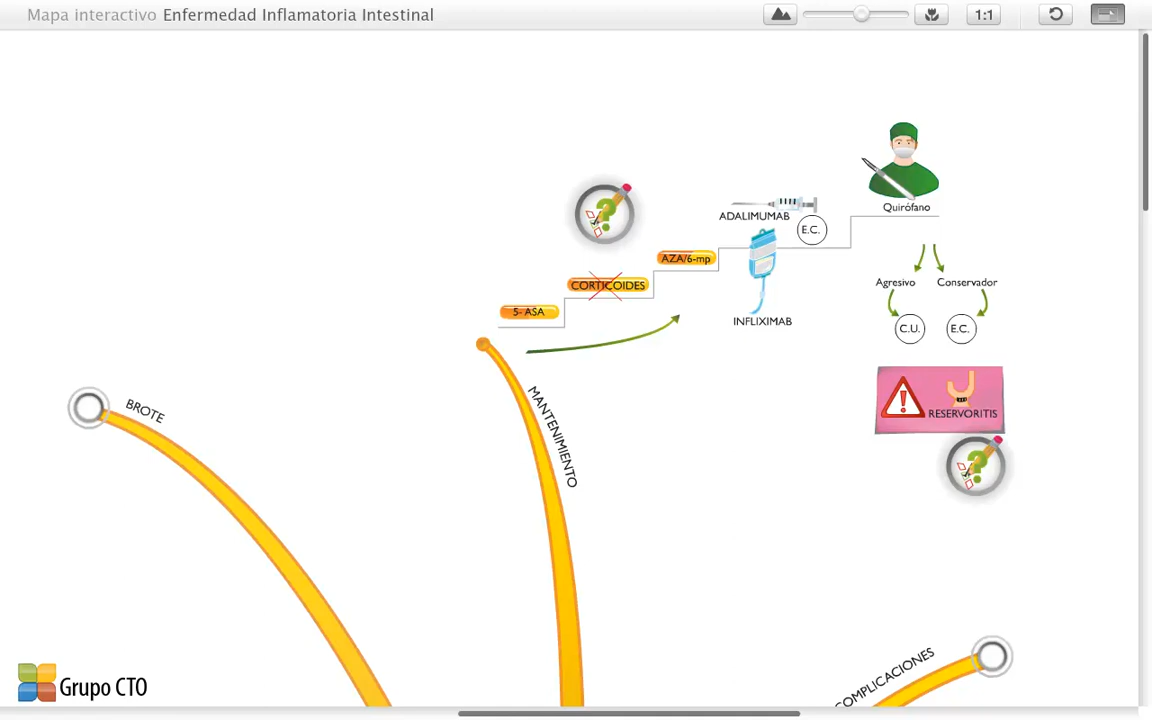 Mapa interactivo Enfermedad Inflamatoria Intestinal
1:1
Quirófano
ADALIMUMAB
E.C.
AZA/6-mp
CORTICOIDES
5- ASA
INFLIXIMAB
Agresivo
Conservador
C.U.
E.C.
RESERVORITIS
BROTE
MANTENIMIENTO
COMPLICACIONES
Grupo CTO